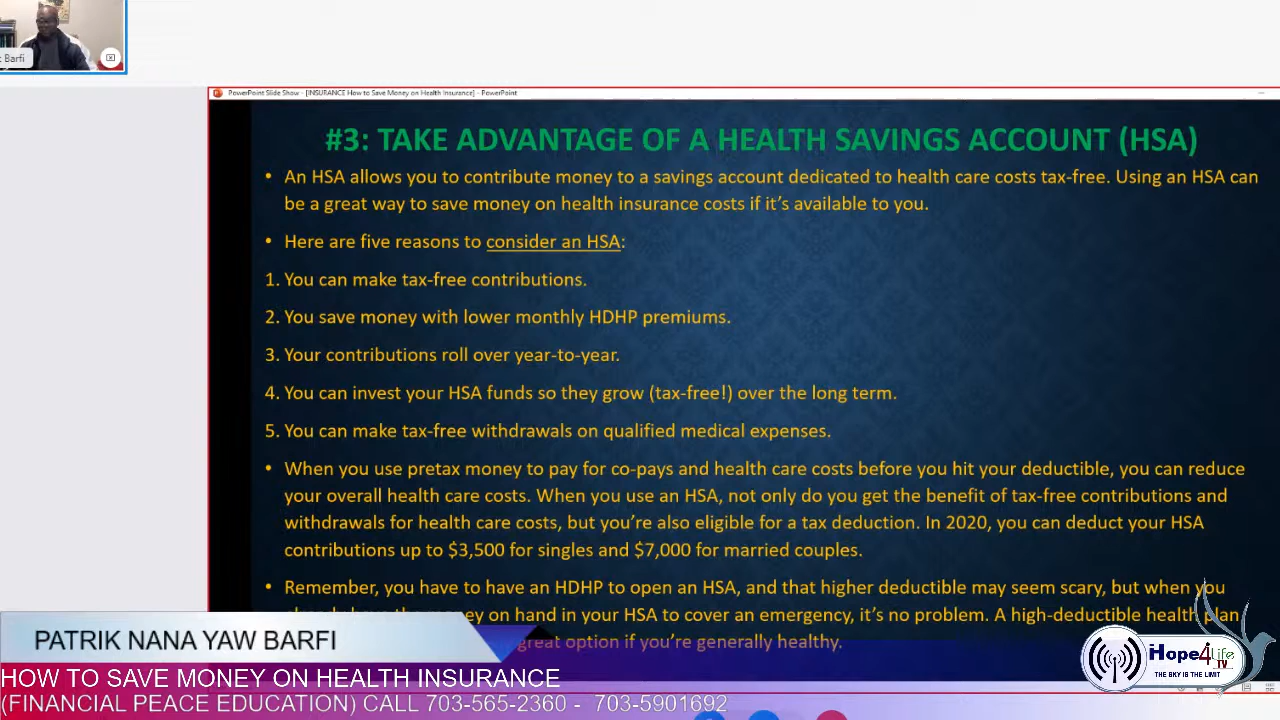 Barfi
PowerPoint Slide Show - [INSURANCE How to Save Money on Health Insurance] - PowerPoint
#3: TAKE ADVANTAGE OF A HEALTH SAVINGS ACCOUNT (HSA)
• An HSA allows you to contribute money to a savings account dedicated to health care costs tax-free. Using an HSA can
be a great way to save money on health insurance costs if it’s available to you.
• Here are five reasons to consider an HSA:
1. You can make tax-free contributions.
2. You save money with lower monthly HDHP premiums.
3. Your contributions roll over year-to-year.
4. You can invest your HSA funds so they grow (tax-free!) over the long term.
5. You can make tax-free withdrawals on qualified medical expenses.
• When you use pretax money to pay for co-pays and health care costs before you hit your deductible, you can reduce
your overall health care costs. When you use an HSA, not only do you get the benefit of tax-free contributions and
withdrawals for health care costs, but you’re also eligible for a tax deduction. In 2020, you can deduct your HSA
contributions up to $3,500 for singles and $7,000 for married couples.
• Remember, you have to have an HDHP to open an HSA, and that higher deductible may seem scary, but when you
on hand in your HSA to cover an emergency, it’s no problem. A high-deductible health plan
great option if you’re generally healthy.
PATRIK NANA YAW BARFI
Hope4Life
TV
THE SKY IS THE LIMIT
HOW TO SAVE MONEY ON HEALTH INSURANCE
(FINANCIAL PEACE EDUCATION) CALL 703-565-2360 - 703-5901692